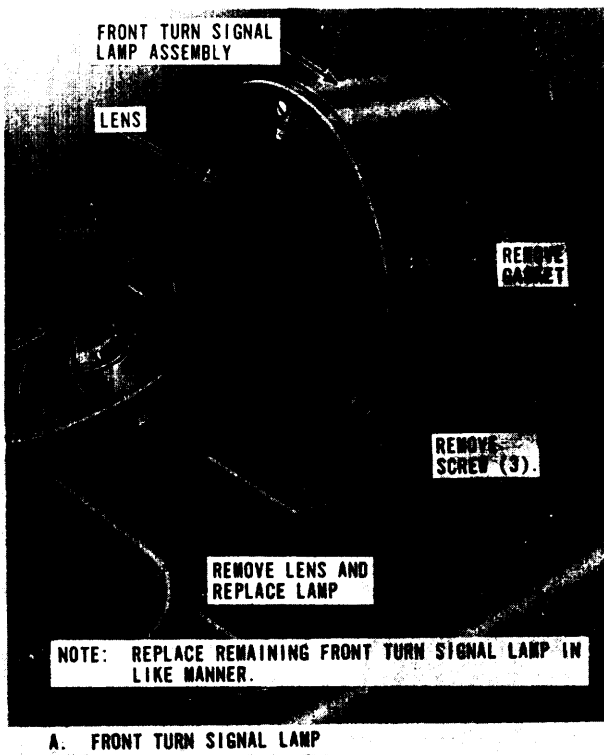 FRONT TURN SIGNAL
LAMP ASSEMBLY
LENS
REMOVE
GASKET
REMOVE
SCREW (3).
REMOVE LENS AND
REPLACE LAMP
NOTE: REPLACE REMAINING FRONT TURN SIGNAL LAMP IN
LIKE MANNER.
A. FRONT TURN SIGNAL LAMP